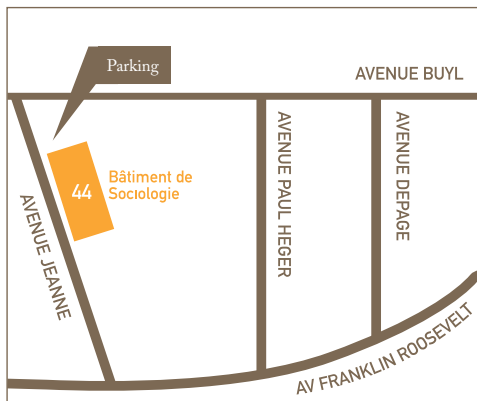 Parking
AVENUE BUYL
44
Bâtiment de
Sociologie
AVENUE JEANNE
AVENUE PAUL HEGER
AVENUE DEPAGE
AV FRANKLIN ROOSEVELT